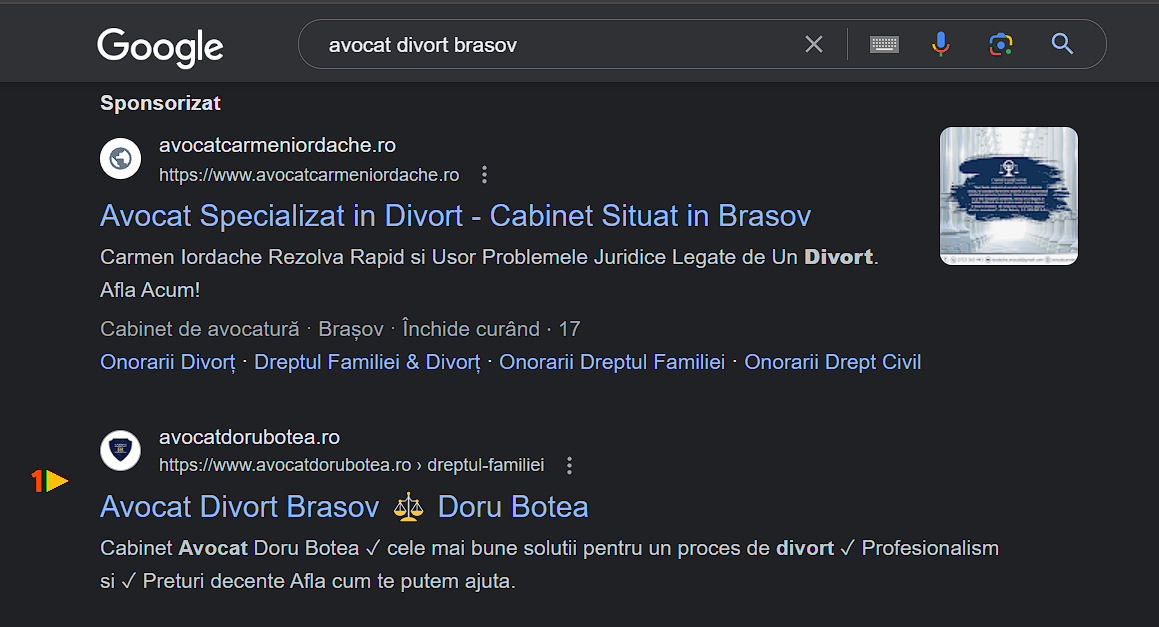 Google
avocat divort brasov
Sponsorizat
avocatcarmeniordache.ro
https://www.avocatcarmeniordache.ro
Avocat Specializat in Divort - Cabinet Situat in Brasov
Carmen Iordache Rezolva Rapid si Usor Problemele Juridice Legate de Un Divort.
Afla Acum!
Cabinet de avocatură · Brașov · Închide curând · 17
Onorarii Divorț · Dreptul Familiei & Divorț · Onorarii Dreptul Familiei · Onorarii Drept Civil
avocatdorubotea.ro
https://www.avocatdorubotea.ro › dreptul-familiei
1
Avocat Divort Brasov ⚖️ Doru Botea
Cabinet Avocat Doru Botea ✓ cele mai bune solutii pentru un proces de divort ✓ Profesionalism
si ✓ Preturi decente Afla cum te putem ajuta.